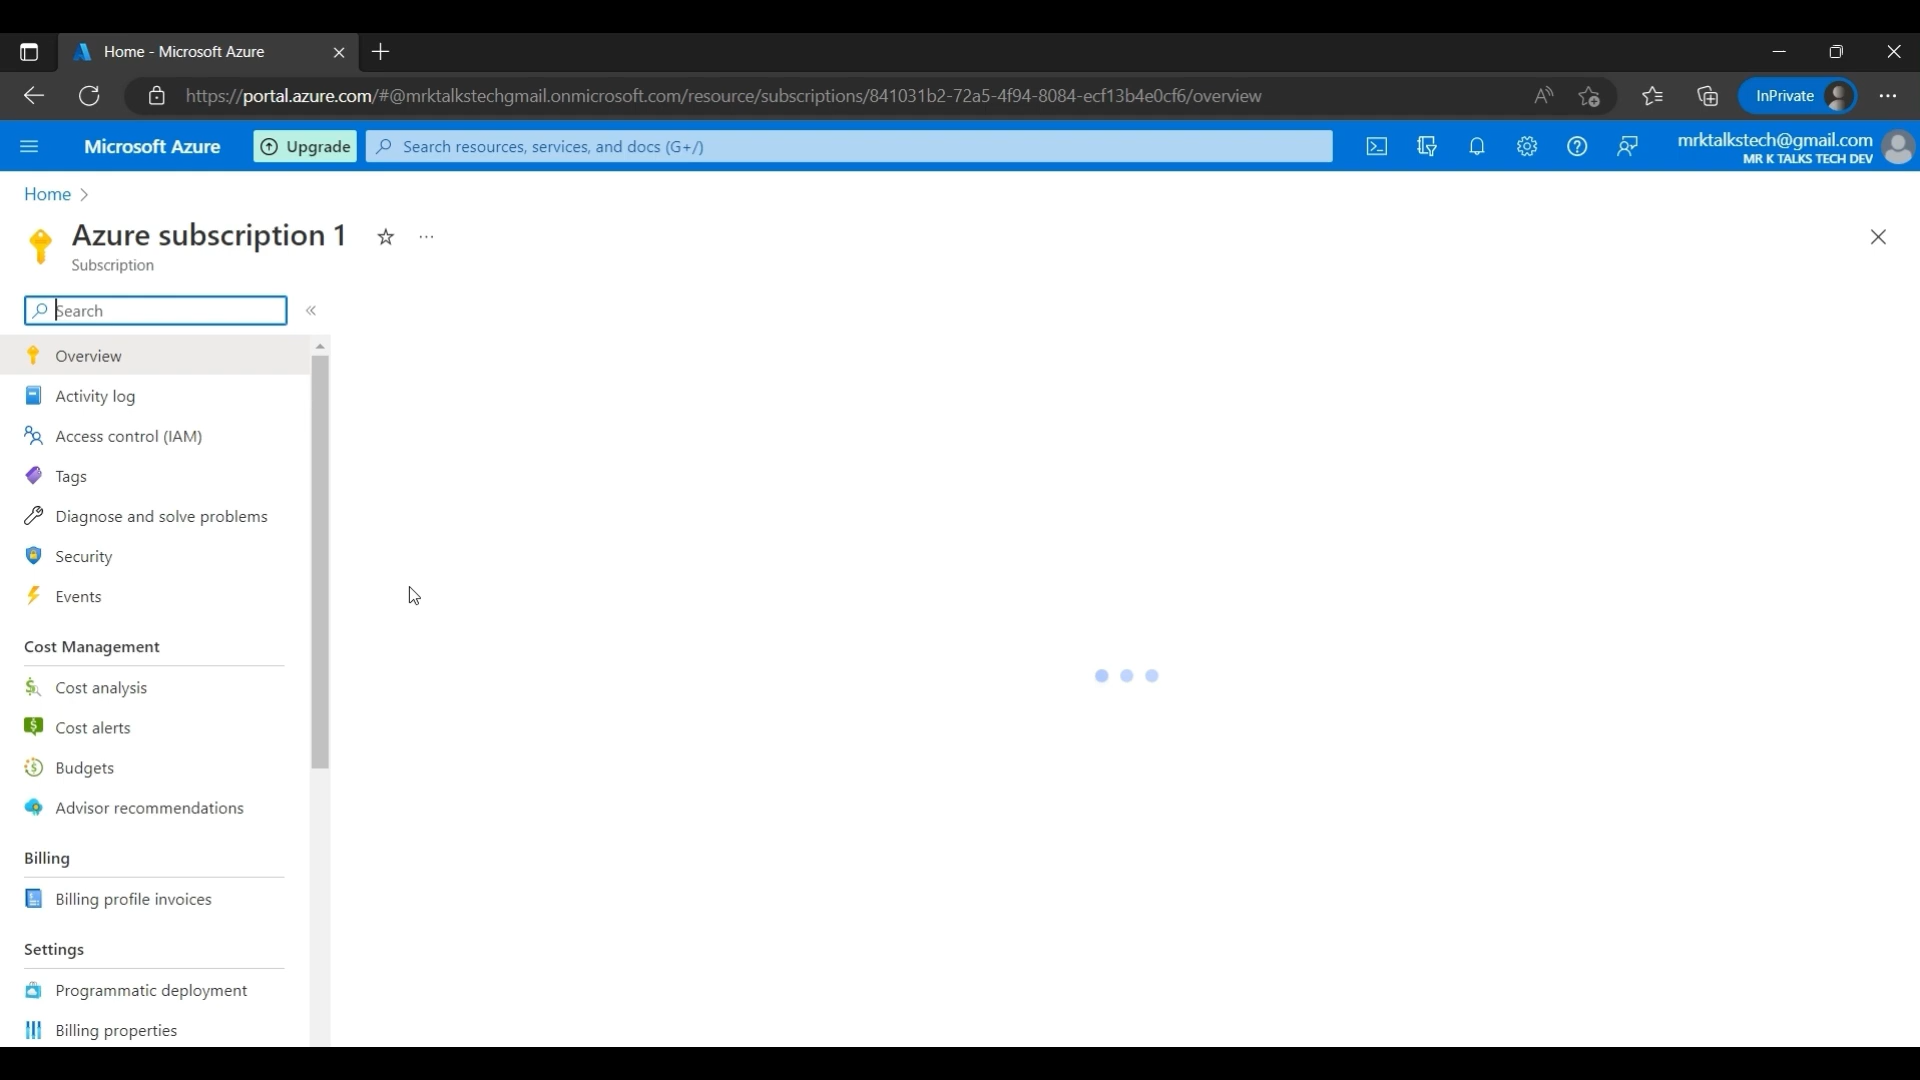 Home - Microsoft Azure
https://portal.azure.com/#@mrktalkstechgmail.onmicrosoft.com/resource/subscriptions/841031b2-72a5-4f94-8084-ecf13b4e0cf6/overview
InPrivate
Microsoft Azure
Upgrade
Search resources, services, and docs (G+/)
mrktalkstech@gmail.com
MR K TALKS TECH DEV
Home
Azure subscription 1
Subscription
Search
Overview
Activity log
Access control (IAM)
Tags
Diagnose and solve problems
Security
Events
Cost Management
Cost analysis
Cost alerts
Budgets
Advisor recommendations
Billing
Billing profile invoices
Settings
Programmatic deployment
Billing properties